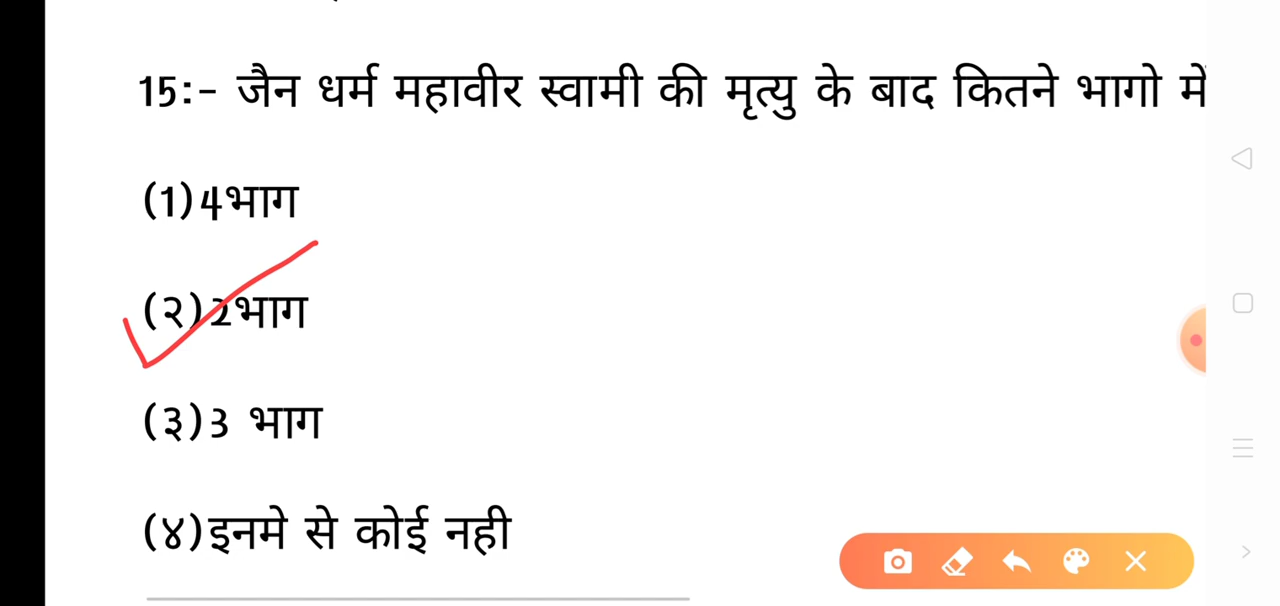 15:- जैन धर्म महावीर स्वामी की मृत्यु के बाद कितने भागो में
(1)4भाग
(२)2भाग
(३)3 भाग
(४)इनमे से कोई नही